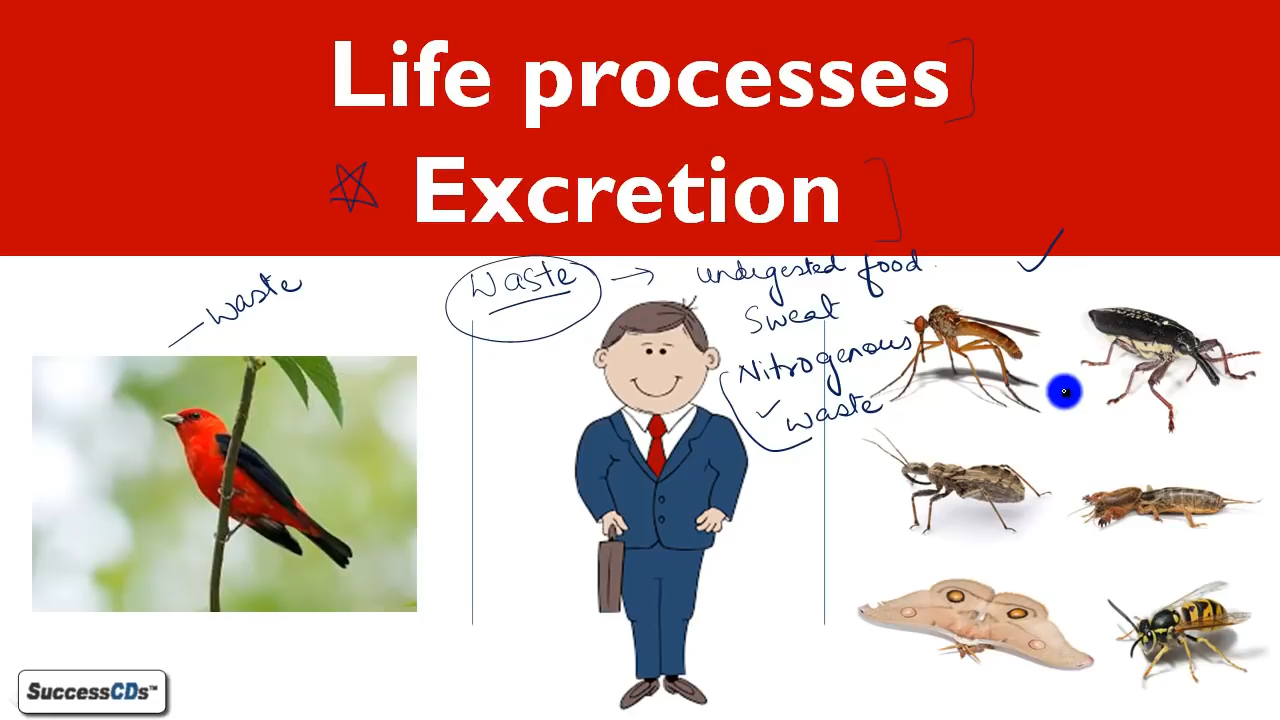 Life processes
Excretion
waste
Waste → undigested food
Sweat
Nitrogenous
waste
SuccessCDs™